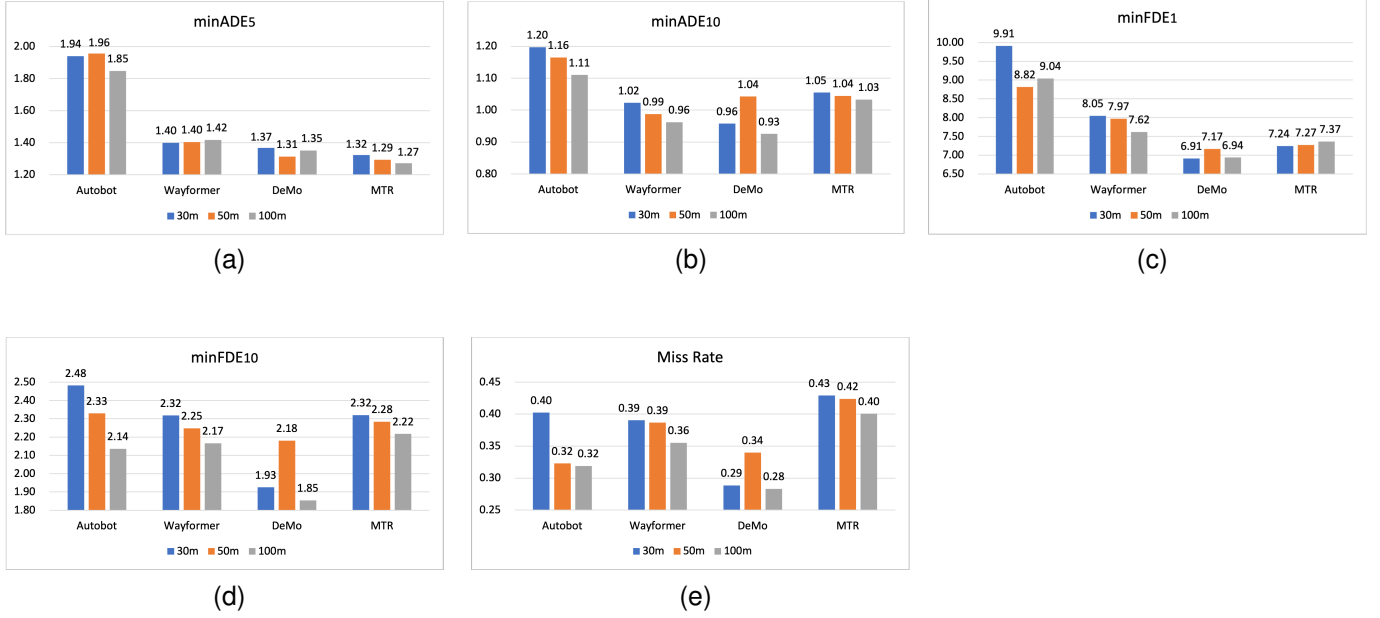 minADE5
2.00
1.80
1.60
1.40
1.20
1.94 1.96 1.85
1.40 1.40 1.42
1.37 1.31 1.35
1.32 1.29 1.27
Autobot Wayformer DeMo MTR
30m 50m 100m
(a)
minADE10
1.20
1.10
1.00
0.90
0.80
1.20 1.16 1.11
1.02 0.99 0.96
0.96 1.04 0.93
1.05 1.04 1.03
Autobot Wayformer DeMo MTR
30m 50m 100m
(b)
minFDE1
10.00
9.50
9.00
8.50
8.00
7.50
7.00
6.50
9.91 8.82 9.04
8.05 7.97 7.62
6.91 7.17 6.94
7.24 7.27 7.37
Autobot Wayformer DeMo MTR
30m 50m 100m
(c)
minFDE10
2.50
2.40
2.30
2.20
2.10
2.00
1.90
1.80
2.48 2.33 2.14
2.32 2.25 2.17
1.93 2.18 1.85
2.32 2.28 2.22
Autobot Wayformer DeMo MTR
30m 50m 100m
(d)
Miss Rate
0.45
0.40
0.35
0.30
0.25
0.40 0.32 0.32
0.39 0.39 0.36
0.29 0.34 0.28
0.43 0.42 0.40
Autobot Wayformer DeMo MTR
30m 50m 100m
(e)